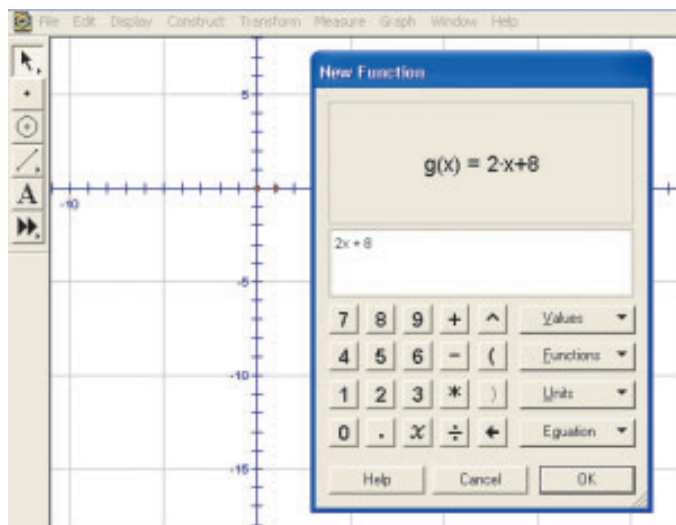 File Edit Display Construct Transform Measure Graph Window Help
New Function
g(x) = 2·x+8
2x + 8
7 8 9 + ^ Values
4 5 6 - ( Functions
1 2 3 * ) Units
0 . x ÷ ← Equation
Help Cancel OK
A
5
-10
-5
-10
-15